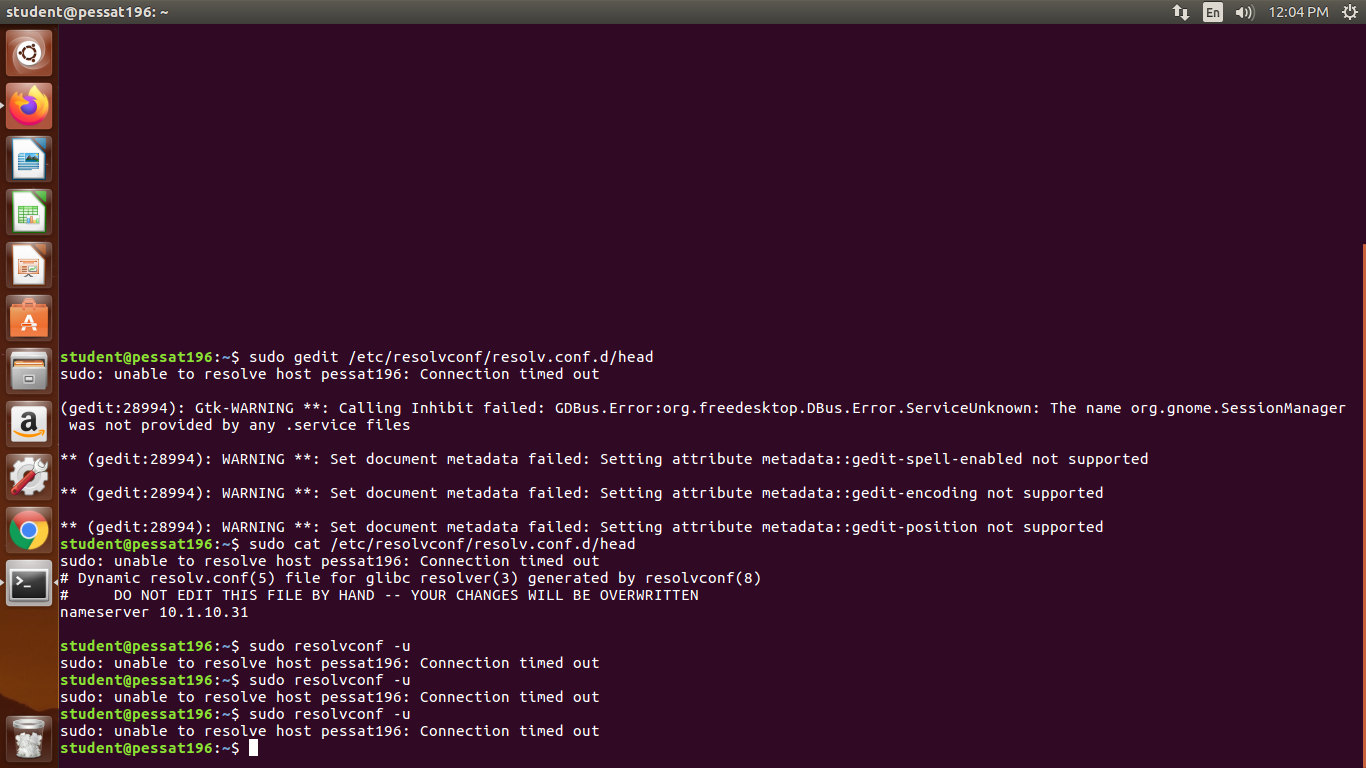 student@pessat196: ~
En
12:04 PM
student@pessat196:~$ sudo gedit /etc/resolvconf/resolv.conf.d/head
sudo: unable to resolve host pessat196: Connection timed out
(gedit:28994): Gtk-WARNING **: Calling Inhibit failed: GDBus.Error:org.freedesktop.DBus.Error.ServiceUnknown: The name org.gnome.SessionManager
was not provided by any .service files
** (gedit:28994): WARNING **: Set document metadata failed: Setting attribute metadata::gedit-spell-enabled not supported
** (gedit:28994): WARNING **: Set document metadata failed: Setting attribute metadata::gedit-encoding not supported
** (gedit:28994): WARNING **: Set document metadata failed: Setting attribute metadata::gedit-position not supported
student@pessat196:~$ sudo cat /etc/resolvconf/resolv.conf.d/head
sudo: unable to resolve host pessat196: Connection timed out
# Dynamic resolv.conf(5) file for glibc resolver(3) generated by resolvconf(8)
#     DO NOT EDIT THIS FILE BY HAND -- YOUR CHANGES WILL BE OVERWRITTEN
nameserver 10.1.10.31
student@pessat196:~$ sudo resolvconf -u
sudo: unable to resolve host pessat196: Connection timed out
student@pessat196:~$ sudo resolvconf -u
sudo: unable to resolve host pessat196: Connection timed out
student@pessat196:~$ sudo resolvconf -u
sudo: unable to resolve host pessat196: Connection timed out
student@pessat196:~$